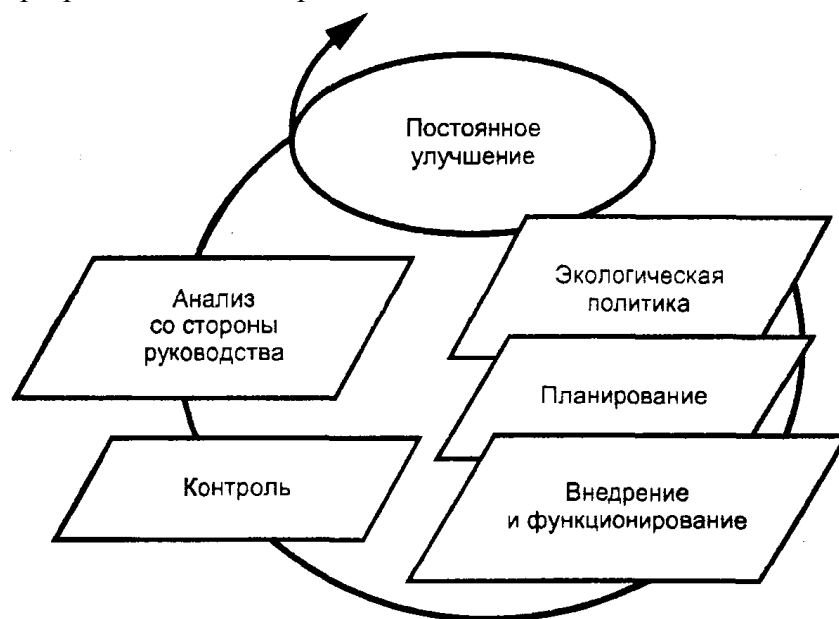 Постоянное
улучшение
Экологическая
политика
Планирование
Внедрение
и функционирование
Контроль
Анализ
со стороны
руководства